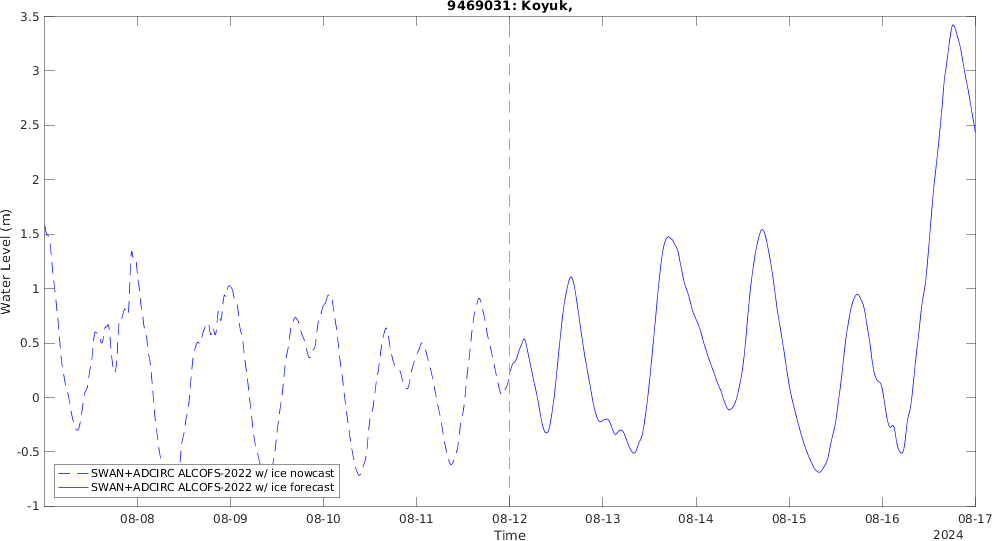 9469031: Koyuk,
3.5
3
2.5
2
1.5
1
0.5
0
-0.5
-1
Water Level (m)
SWAN+ADCIRC ALCOFS-2022 w/ ice nowcast
SWAN+ADCIRC ALCOFS-2022 w/ ice forecast
08-08 08-09 08-10 08-11 08-12 08-13 08-14 08-15 08-16 08-17
Time
2024